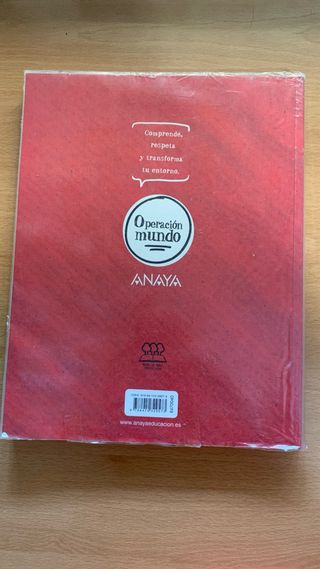 Comprende,
respeta
y transforma
tu entorno.
Operación
mundo
ANAYA
www.anayaeducacion.es